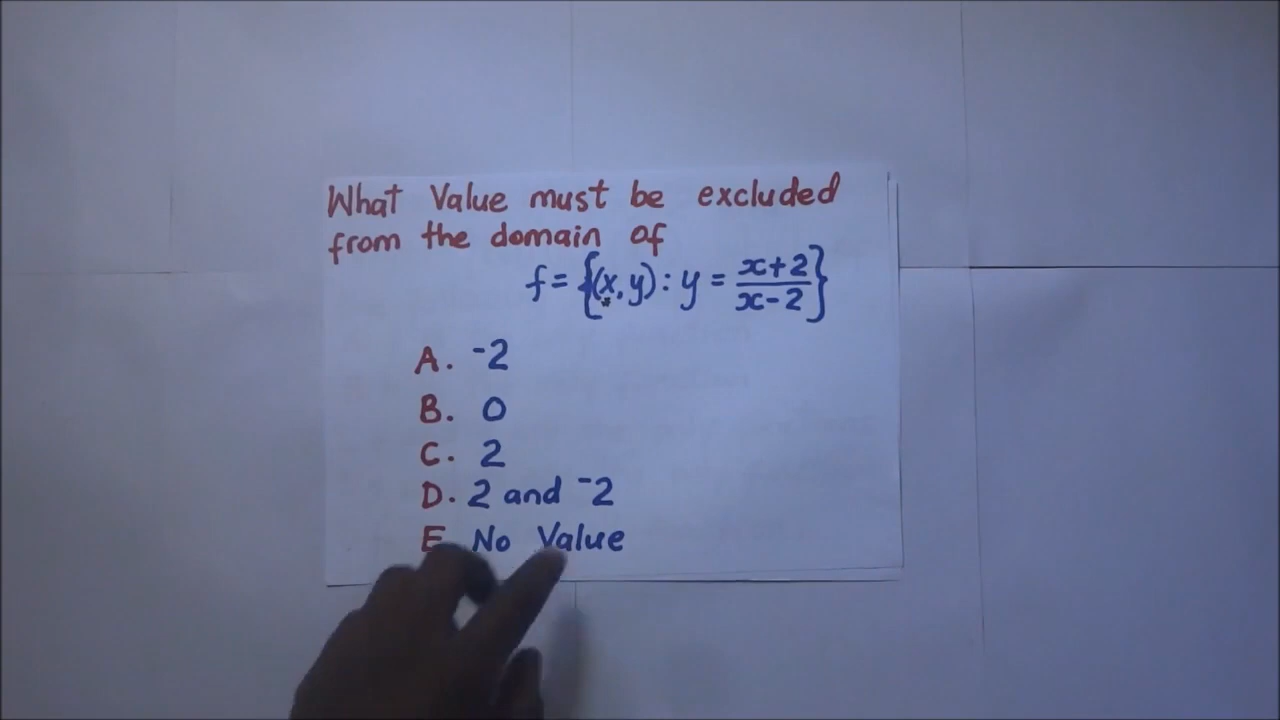 What Value must be excluded
from the domain of
f = {(x, y) : y = x+2 / x-2}
*
A. -2
B. 0
C. 2
D. 2 and -2
E No Value